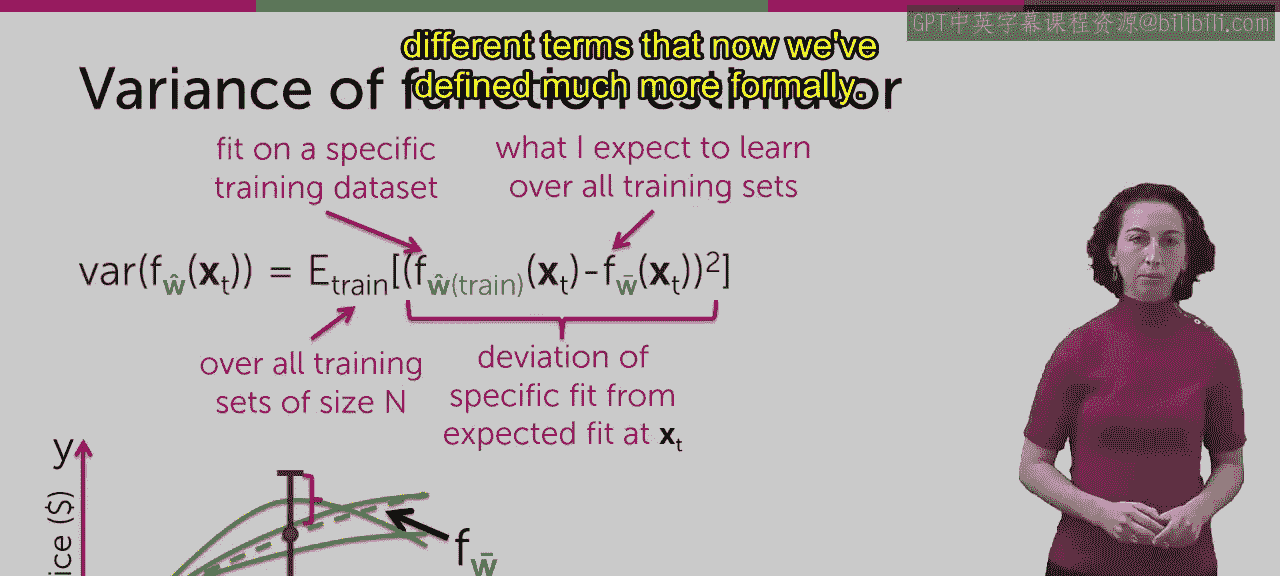 GPT中英字幕课程资源@bilibili.com
different terms that now we've
defined much more formally.
Variance of function estimator
fit on a specific
training dataset
what I expect to learn
over all training sets
var(f_ŵ(x_t)) = E_train[(f_ŵ(train)(x_t)-f_w̄(x_t))²]
over all training
sets of size N
deviation of
specific fit from
expected fit at x_t
y
ice ($)
f_w̄